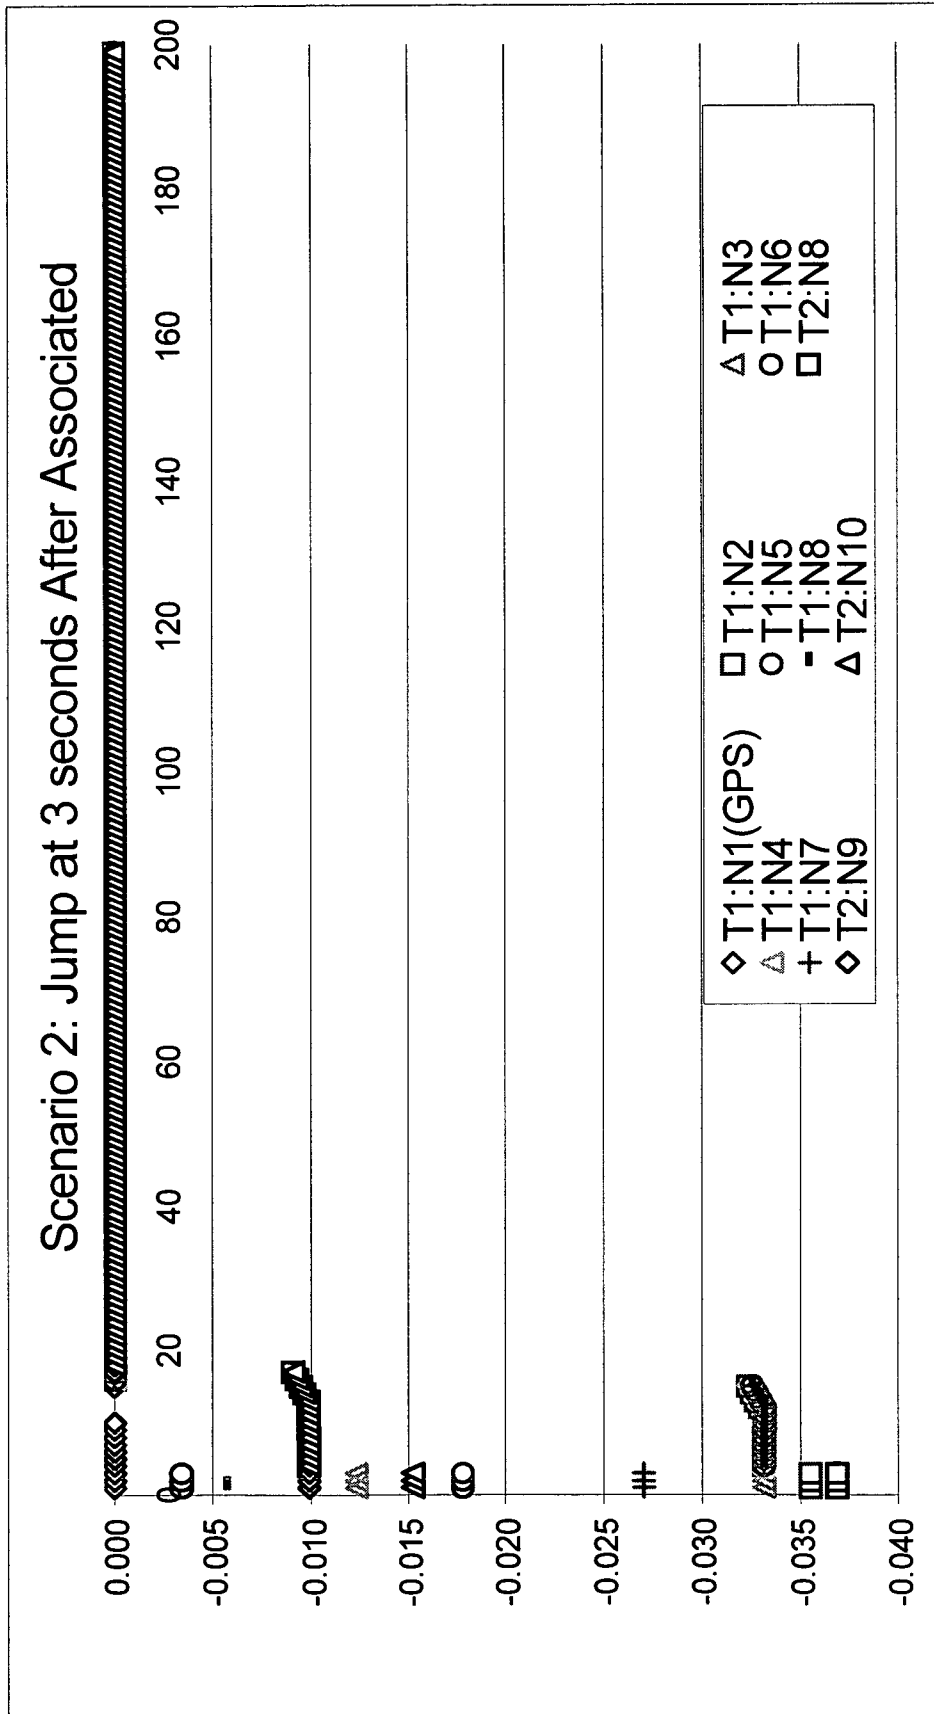 Scenario 2: Jump at 3 seconds After Associated
0 20 40 60 80 100 120 140 160 180 200
0.000
-0.005
-0.010
-0.015
-0.020
-0.025
-0.030
-0.035
-0.040
T1:N1(GPS) T1:N2 T1:N3
T1:N4 T1:N5 T1:N6
T1:N7 T1:N8 T2:N8
T2:N9 T2:N10